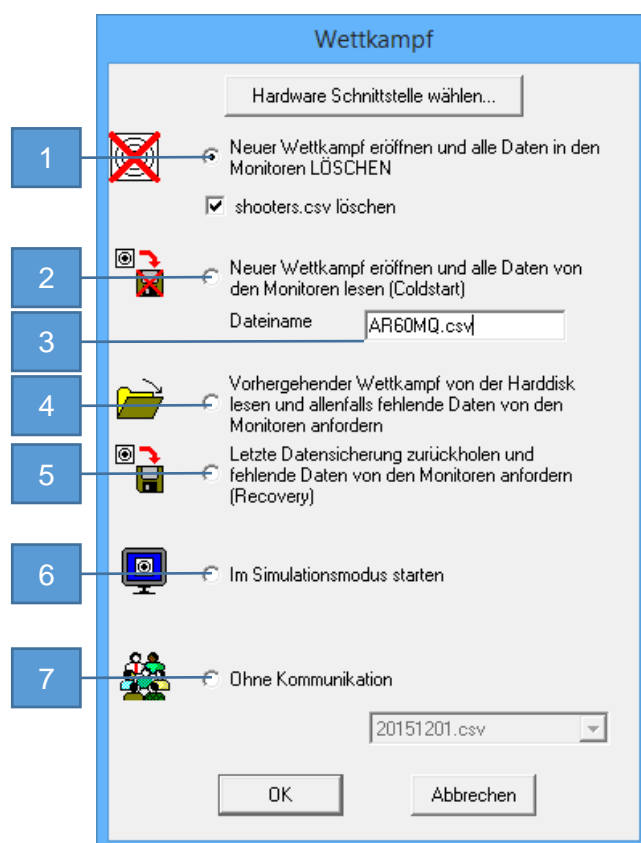 Wettkampf
Hardware Schnittstelle wählen...
1
Neuer Wettkampf eröffnen und alle Daten in den
Monitoren LÖSCHEN
shooters.csv löschen
2
Neuer Wettkampf eröffnen und alle Daten von
den Monitoren lesen (Coldstart)
3
Dateiname AR60MQ.csv
4
Vorhergehender Wettkampf von der Harddisk
lesen und allenfalls fehlende Daten von den
Monitoren anfordern
5
Letzte Datensicherung zurückholen und
fehlende Daten von den Monitoren anfordern
(Recovery)
6
Im Simulationsmodus starten
7
Ohne Kommunikation
20151201.csv
OK Abbrechen